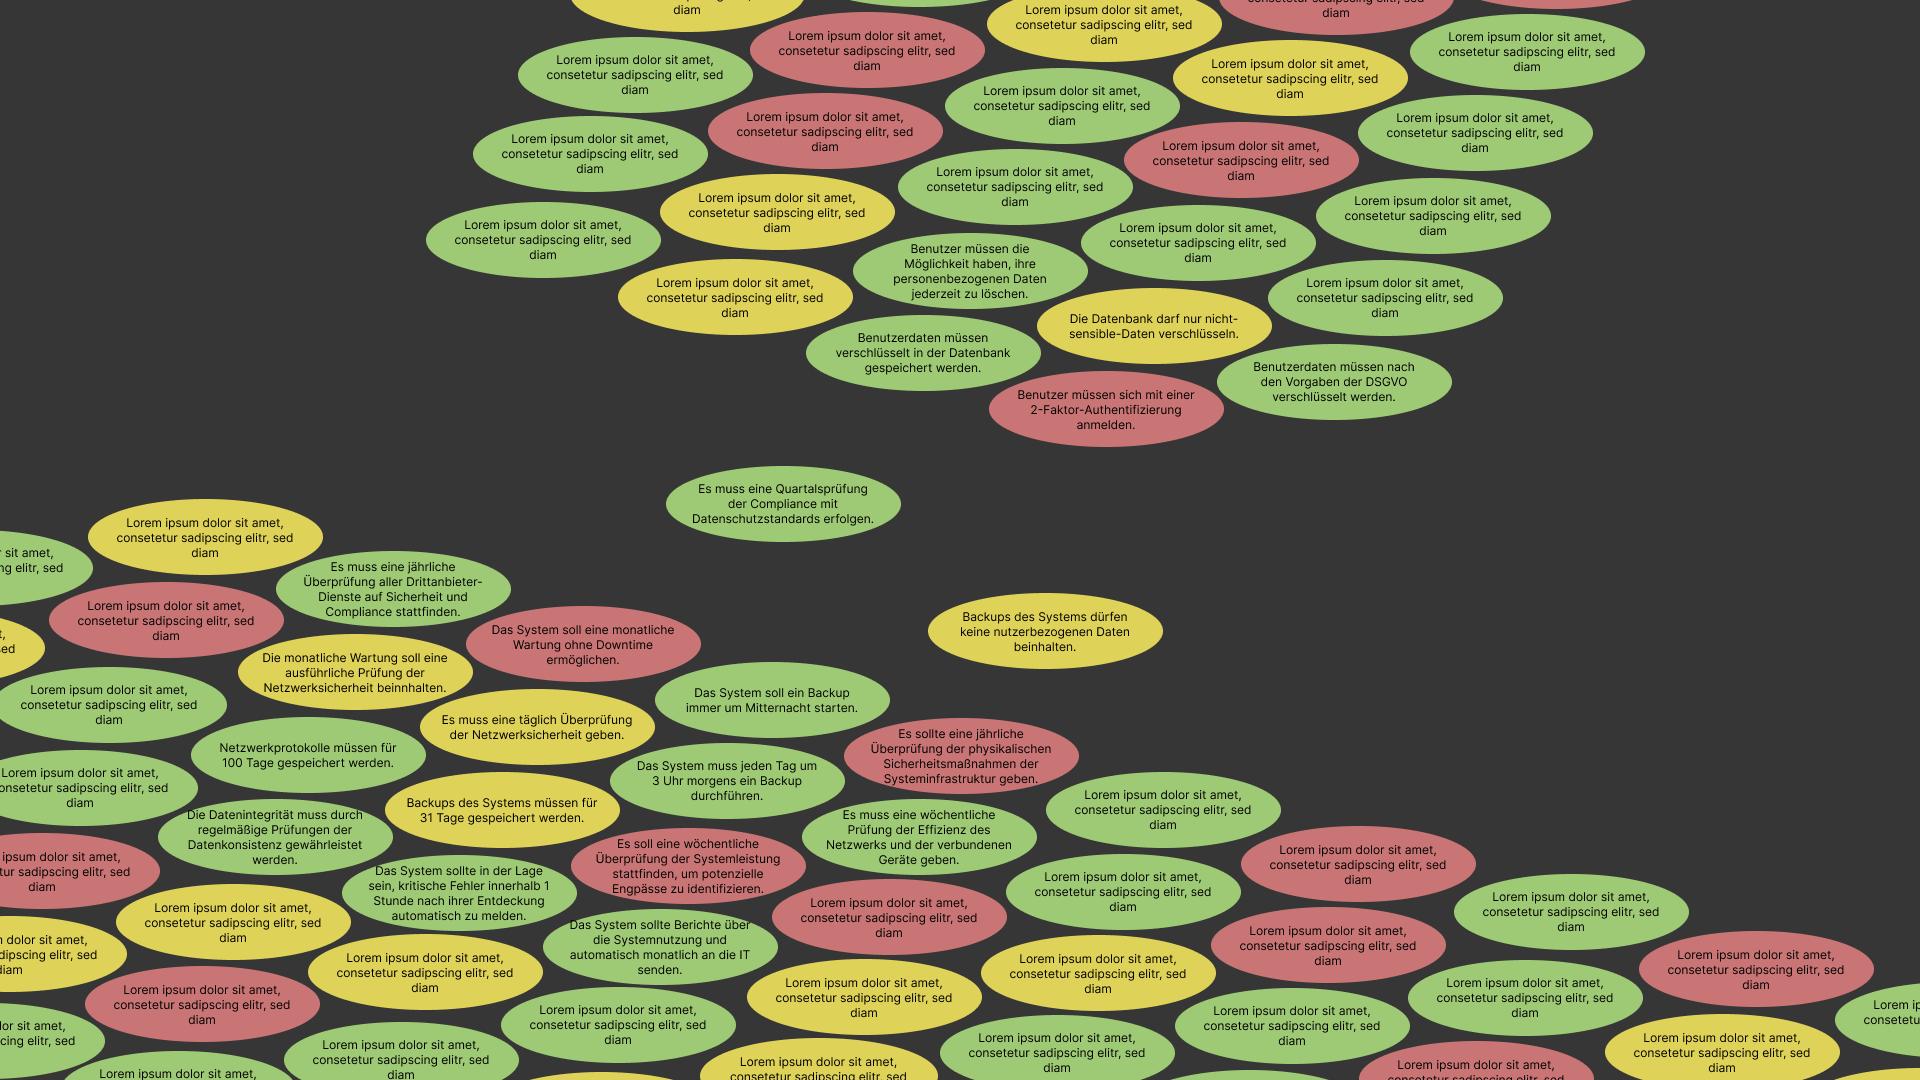 diam
Lorem ipsum dolor sit amet,
consetetur sadipscing elitr, sed
diam
diam
Lorem ipsum dolor sit amet,
consetetur sadipscing elitr, sed
diam
Lorem ipsum dolor sit amet,
consetetur sadipscing elitr, sed
diam
Lorem ipsum dolor sit amet,
consetetur sadipscing elitr, sed
diam
Lorem ipsum dolor sit amet,
consetetur sadipscing elitr, sed
diam
Lorem ipsum dolor sit amet,
consetetur sadipscing elitr, sed
diam
Lorem ipsum dolor sit amet,
consetetur sadipscing elitr, sed
diam
Lorem ipsum dolor sit amet,
consetetur sadipscing elitr, sed
diam
Lorem ipsum dolor sit amet,
consetetur sadipscing elitr, sed
diam
Lorem ipsum dolor sit amet,
consetetur sadipscing elitr, sed
diam
Lorem ipsum dolor sit amet,
consetetur sadipscing elitr, sed
diam
Lorem ipsum dolor sit amet,
consetetur sadipscing elitr, sed
diam
Lorem ipsum dolor sit amet,
consetetur sadipscing elitr, sed
diam
Lorem ipsum dolor sit amet,
consetetur sadipscing elitr, sed
diam
Lorem ipsum dolor sit amet,
consetetur sadipscing elitr, sed
diam
Benutzer müssen die
Möglichkeit haben, ihre
personenbezogenen Daten
jederzeit zu löschen.
Lorem ipsum dolor sit amet,
consetetur sadipscing elitr, sed
diam
Lorem ipsum dolor sit amet,
consetetur sadipscing elitr, sed
diam
Die Datenbank darf nur nicht-
sensible-Daten verschlüsseln.
Benutzerdaten müssen
verschlüsselt in der Datenbank
gespeichert werden.
Benutzerdaten müssen nach
den Vorgaben der DSGVO
verschlüsselt werden.
Benutzer müssen sich mit einer
2-Faktor-Authentifizierung
anmelden.
Es muss eine Quartalsprüfung
der Compliance mit
Datenschutzstandards erfolgen.
Lorem ipsum dolor sit amet,
consetetur sadipscing elitr, sed
diam
sit amet,
elitr, sed
Es muss eine jährliche
Überprüfung aller Drittanbieter-
Dienste auf Sicherheit und
Compliance stattfinden.
Lorem ipsum dolor sit amet,
consetetur sadipscing elitr, sed
diam
Das System soll eine monatliche
Wartung ohne Downtime
ermöglichen.
Backups des Systems dürfen
keine nutzerbezogenen Daten
beinhalten.
Die monatliche Wartung soll eine
ausführliche Prüfung der
Netzwerksicherheit beinnhalten.
Lorem ipsum dolor sit amet,
consetetur sadipscing elitr, sed
diam
Das System soll ein Backup
immer um Mitternacht starten.
Es muss eine täglich Überprüfung
der Netzwerksicherheit geben.
Netzwerkprotokolle müssen für
100 Tage gespeichert werden.
Es sollte eine jährliche
Überprüfung der physikalischen
Sicherheitsmaßnahmen der
Systeminfrastruktur geben.
Das System muss jeden Tag um
3 Uhr morgens ein Backup
durchführen.
Lorem ipsum dolor sit amet,
consetetur sadipscing elitr, sed
diam
Backups des Systems müssen für
31 Tage gespeichert werden.
Lorem ipsum dolor sit amet,
consetetur sadipscing elitr, sed
diam
Die Datenintegrität muss durch
regelmäßige Prüfungen der
Datenkonsistenz gewährleistet
werden.
Es muss eine wöchentliche
Prüfung der Effizienz des
Netzwerks und der verbundenen
Geräte geben.
Es soll eine wöchentliche
Überprüfung der Systemleistung
stattfinden, um potenzielle
Engpässe zu identifizieren.
Lorem ipsum dolor sit amet,
consetetur sadipscing elitr, sed
diam
ipsum dolor sit amet,
sadipscing elitr, sed
diam
Das System sollte in der Lage
sein, kritische Fehler innerhalb 1
Stunde nach ihrer Entdeckung
automatisch zu melden.
Lorem ipsum dolor sit amet,
consetetur sadipscing elitr, sed
diam
Lorem ipsum dolor sit amet,
consetetur sadipscing elitr, sed
diam
Lorem ipsum dolor sit amet,
consetetur sadipscing elitr, sed
diam
Lorem ipsum dolor sit amet,
consetetur sadipscing elitr, sed
diam
Das System sollte Berichte über
die Systemnutzung und
automatisch monatlich an die IT
senden.
Lorem ipsum dolor sit amet,
consetetur sadipscing elitr, sed
diam
dolor sit amet,
elitr, sed
diam
Lorem ipsum dolor sit amet,
consetetur sadipscing elitr, sed
diam
Lorem ipsum dolor sit amet,
consetetur sadipscing elitr, sed
diam
Lorem ipsum dolor sit amet,
consetetur sadipscing elitr, sed
diam
Lorem ipsum dolor sit amet,
consetetur sadipscing elitr, sed
diam
Lorem ipsum dolor sit amet,
consetetur sadipscing elitr, sed
diam
Lorem ipsum dolor sit amet,
consetetur sadipscing elitr, sed
diam
Lorem
Lorem ipsum dolor sit amet,
consetetur sadipscing elitr, sed
diam
Lorem ipsum dolor sit amet,
consetetur sadipscing elitr, sed
diam
sit amet,
elitr, sed
Lorem ipsum dolor sit amet,
consetetur sadipscing elitr, sed
diam
Lorem ipsum dolor sit amet,
consetetur sadipscing elitr, sed
diam
Lorem ipsum dolor sit amet,
consetetur sadipscing elitr, sed
diam
Lorem ipsum dolor sit amet,
consetetur sadipscing elitr, sed
Lorem ipsum dolor sit amet,
consetetur sadipscing elitr, sed
Lorem ipsum dolor sit amet,